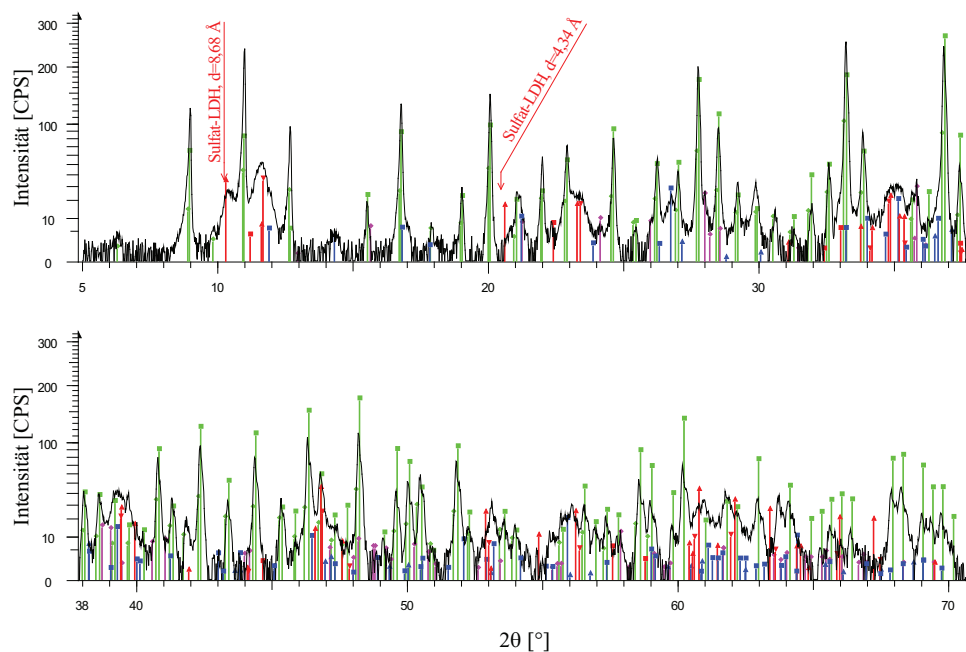 300
200
100
10
0
Intensität [CPS]
Sulfat-LDH, d=8,68 Å
Sulfat-LDH, d=4,34 Å
5 10 20 30
300
200
100
10
0
Intensität [CPS]
38 40 50 60 70
2θ [°]